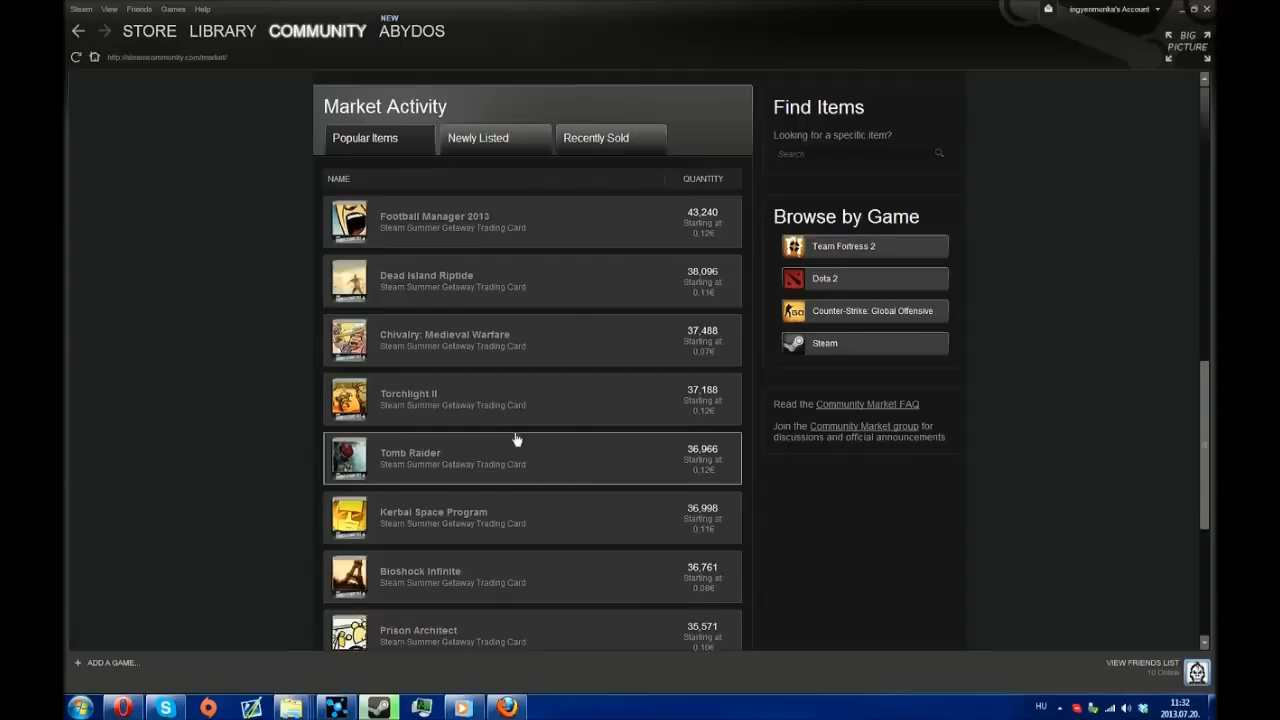 Steam View Friends Games Help
ingyenmunka's Account
STORE LIBRARY COMMUNITY NEW ABYDOS
BIG PICTURE
http://steamcommunity.com/market/
Market Activity
Popular Items Newly Listed Recently Sold
NAME QUANTITY
Football Manager 2013
Steam Summer Getaway Trading Card
43,240
Starting at:
0,12€
Dead Island Riptide
Steam Summer Getaway Trading Card
38,096
Starting at:
0,11€
Chivalry: Medieval Warfare
Steam Summer Getaway Trading Card
37,488
Starting at:
0,07€
Torchlight II
Steam Summer Getaway Trading Card
37,188
Starting at:
0,12€
Tomb Raider
Steam Summer Getaway Trading Card
36,966
Starting at:
0,12€
Kerbal Space Program
Steam Summer Getaway Trading Card
36,998
Starting at:
0,11€
Bioshock Infinite
Steam Summer Getaway Trading Card
36,761
Starting at:
0,08€
Prison Architect
Steam Summer Getaway Trading Card
35,571
Starting at:
0,10€
Find Items
Looking for a specific item?
Search
Browse by Game
Team Fortress 2
Dota 2
Counter-Strike: Global Offensive
Steam
Read the Community Market FAQ
Join the Community Market group for
discussions and official announcements
+ ADD A GAME...
VIEW FRIENDS LIST
10 Online
HU
11:32
2013.07.20.